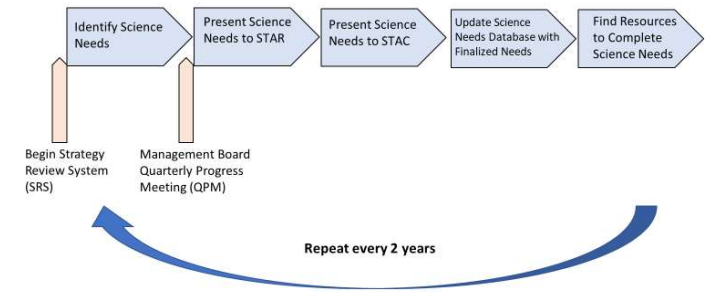 Identify Science
Needs
Present Science
Needs to STAR
Present Science
Needs to STAC
Update Science
Needs Database with
Finalized Needs
Find Resources
to Complete
Science Needs
Begin Strategy
Review System
(SRS)
Management Board
Quarterly Progress
Meeting (QPM)
Repeat every 2 years